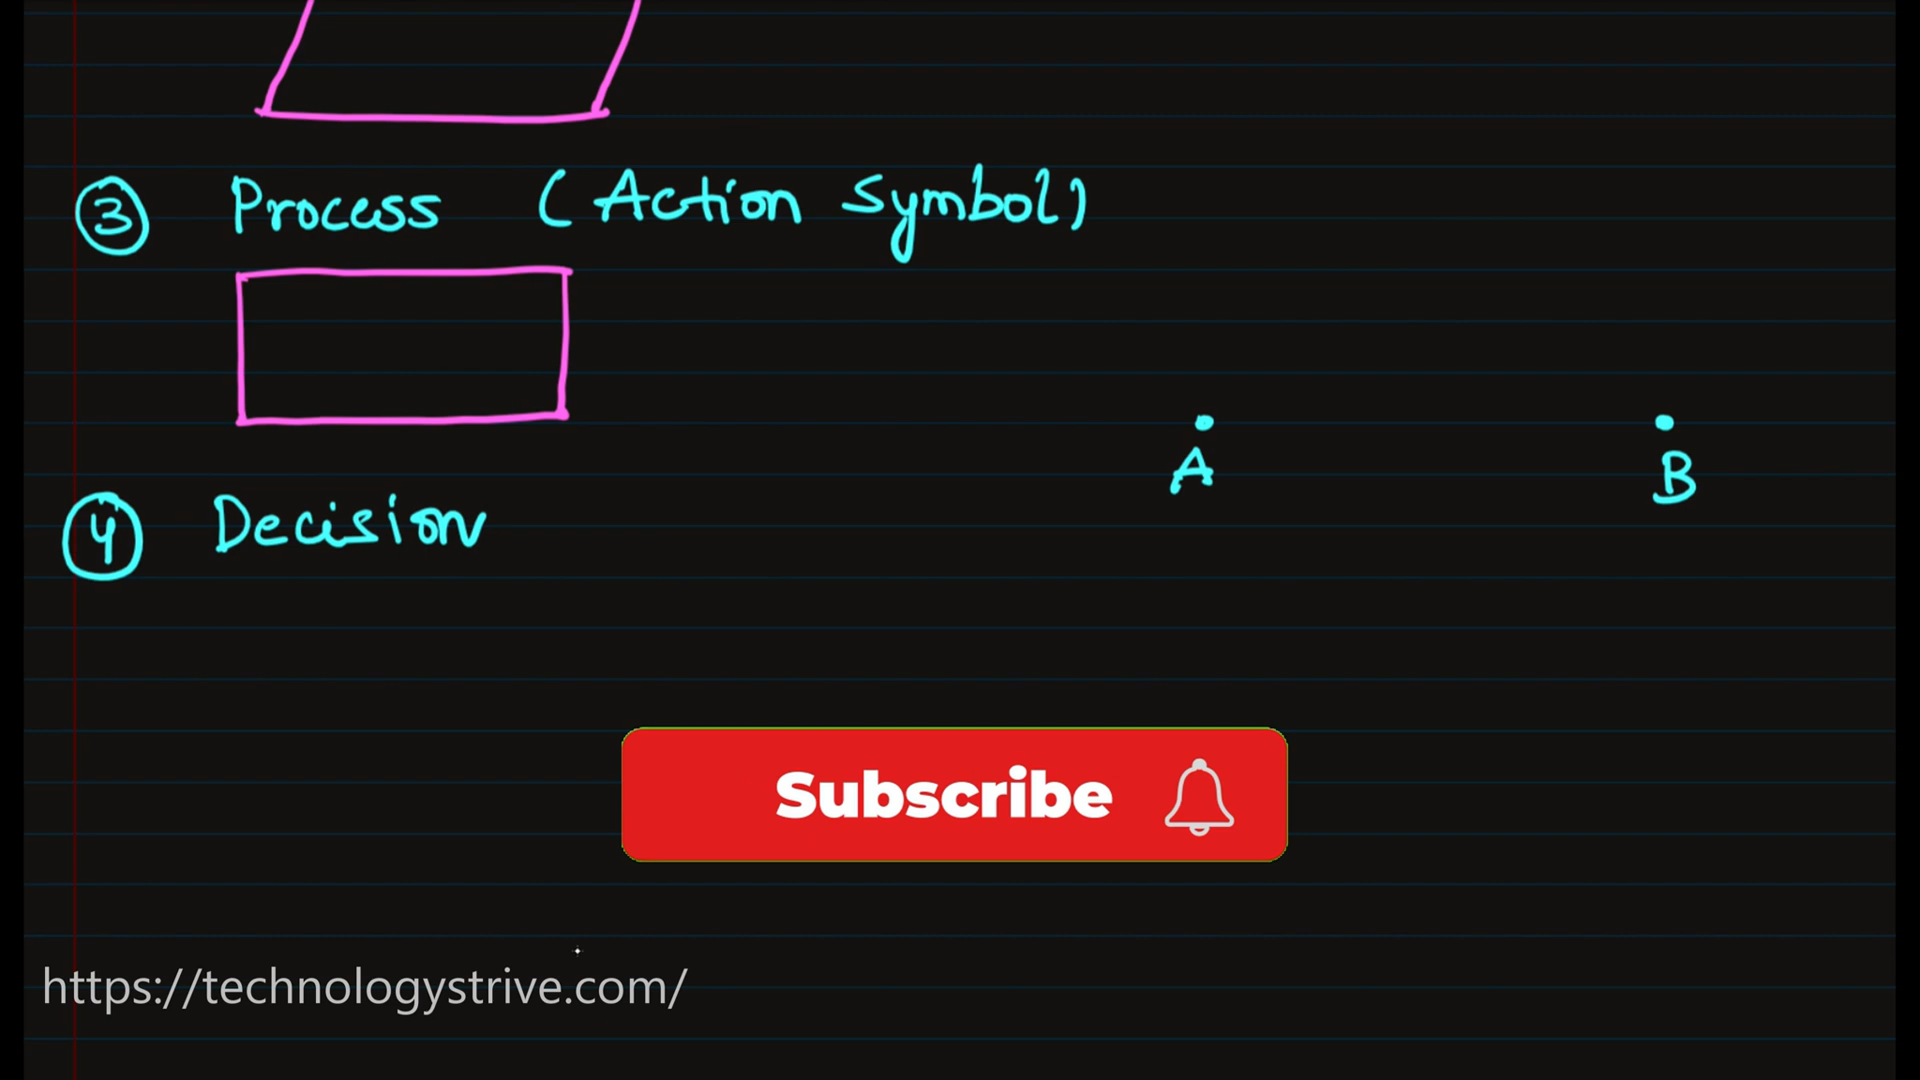 3 Process (Action Symbol)
A B
4 Decision
Subscribe
https://technologystrive.com/